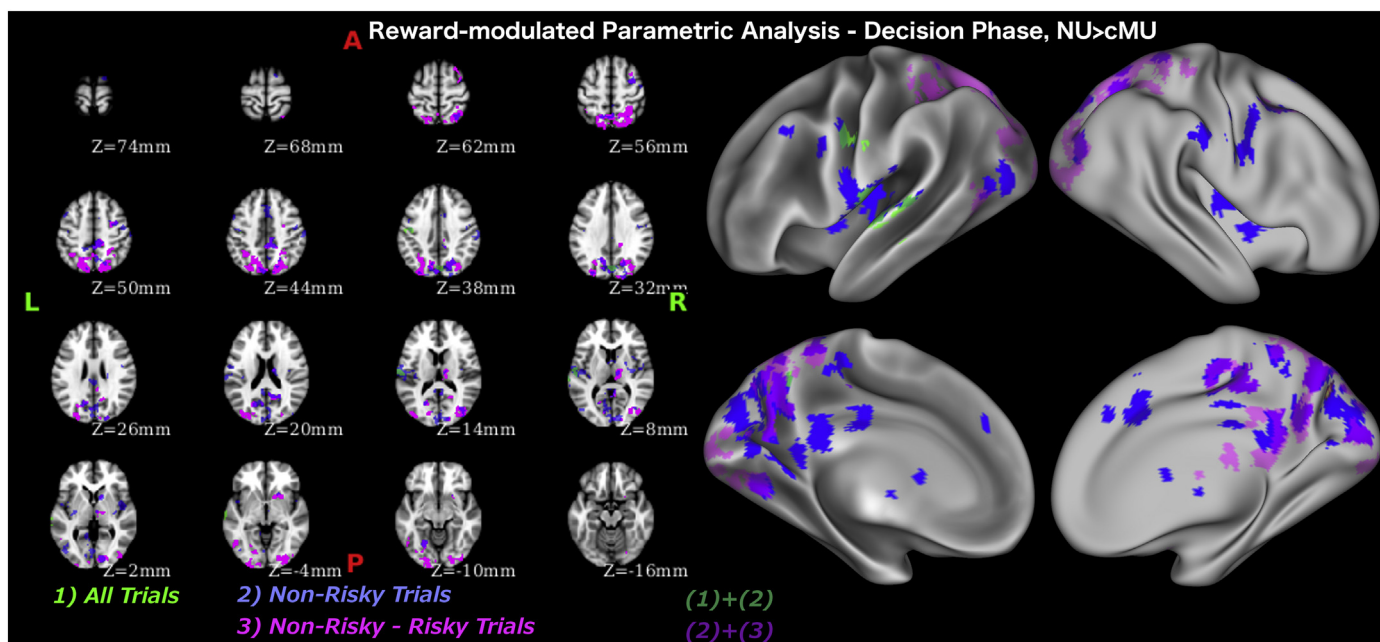 Reward-modulated Parametric Analysis - Decision Phase, NU>cMU
A
Z=74mm Z=68mm Z=62mm Z=56mm
Z=50mm Z=44mm Z=38mm Z=32mm
L R
Z=26mm Z=20mm Z=14mm Z=8mm
Z=2mm Z=-4mm Z=-10mm Z=-16mm
P
1) All Trials 2) Non-Risky Trials (1)+(2)
3) Non-Risky - Risky Trials (2)+(3)